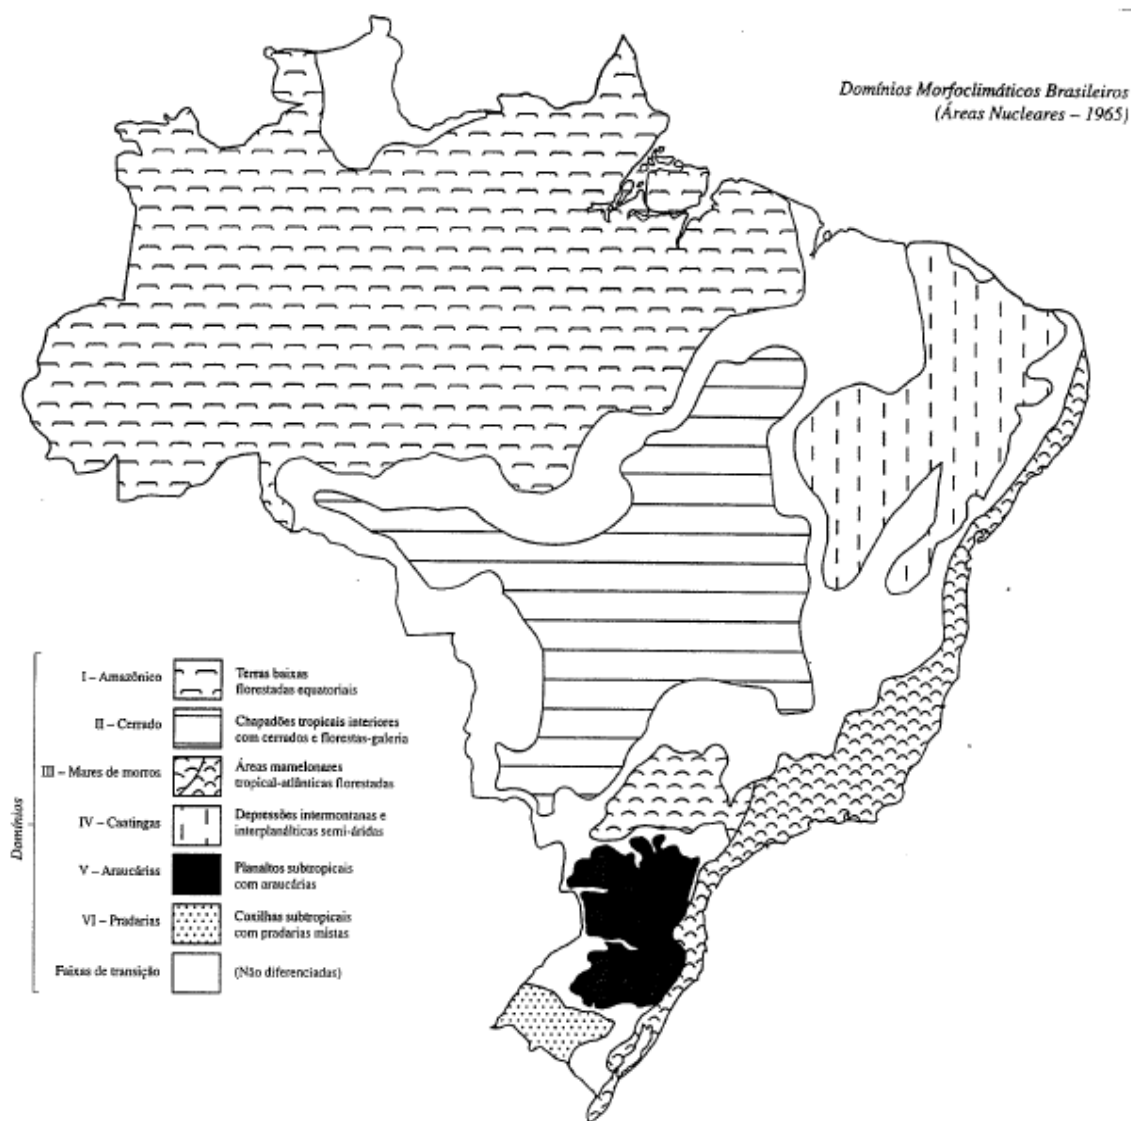 Domínios Morfoclimáticos Brasileiros
(Áreas Nucleares – 1965)
Domínios
I – Amazônico
Terras baixas
florestadas equatoriais
II – Cerrado
Chapadões tropicais interiores
com cerrados e florestas-galeria
III – Mares de morros
Áreas mamelonares
tropical-atlânticas florestadas
IV – Caatingas
Depressões intermontanas e
interplanálticas semi-áridas
V – Araucárias
Planaltos subtropicais
com araucárias
VI – Pradarias
Coxilhas subtropicais
com pradarias mistas
Faixas de transição
(Não diferenciadas)